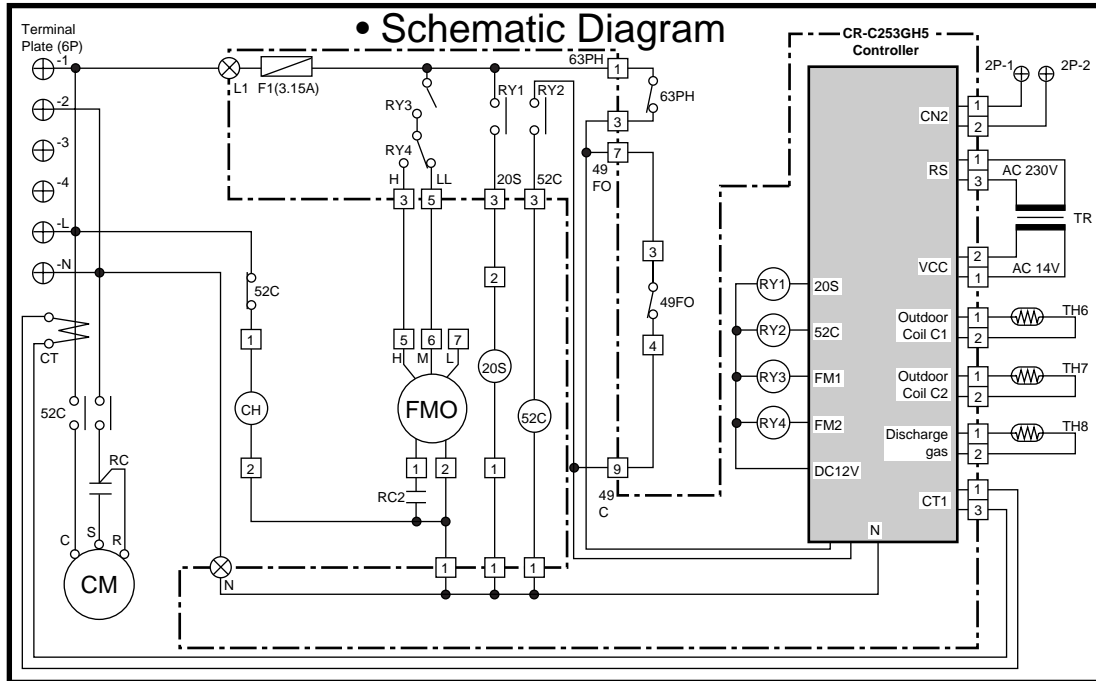 • Schematic Diagram
Terminal
Plate (6P)
-1
-2
-3
-4
-L
-N
L1
F1(3.15A)
63PH
1
63PH
3
7
49
FO
RY3
RY4
H
LL
RY1
RY2
20S
52C
3
5
3
3
2
3
49FO
4
52C
1
CH
2
5
6
7
H
M
L
FMO
1
2
RC2
20S
52C
1
9
49
C
CT
52C
RC
C
S
R
CM
N
1
1
1
CR-C253GH5
Controller
2P-1
2P-2
CN2
1
2
RS
1
3
AC 230V
TR
VCC
2
1
AC 14V
RY1
20S
RY2
52C
RY3
FM1
RY4
FM2
DC12V
Outdoor
Coil C1
1
2
TH6
Outdoor
Coil C2
1
2
TH7
Discharge
gas
1
2
TH8
CT1
1
3
N